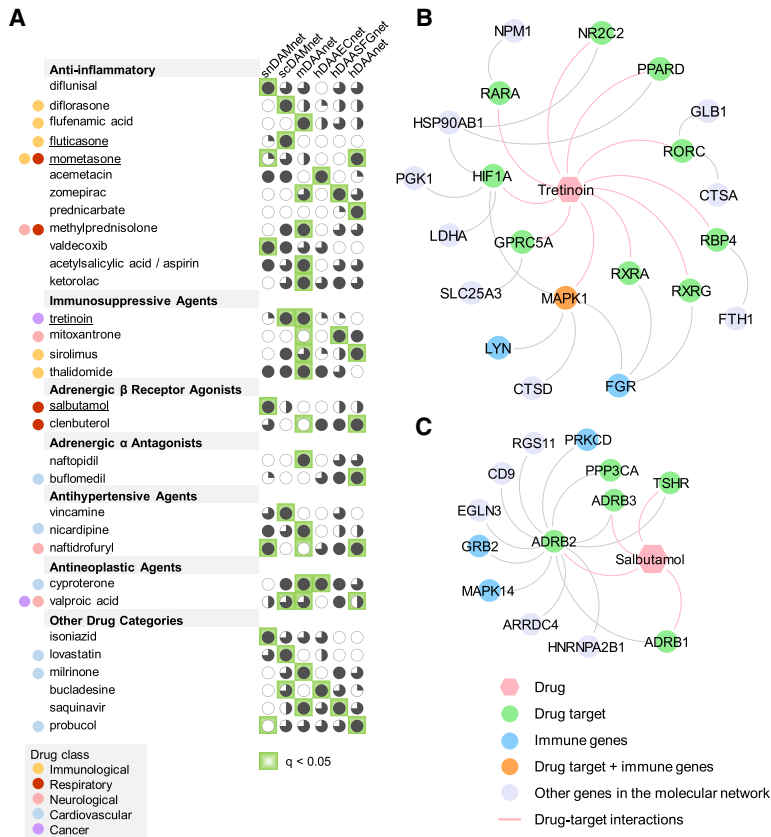 A
snDAMnet
scDAMnet
mDAAnet
hDAAECnet
hDAASFGnet
hDAAnet
Anti-inflammatory
diflunisal
diflorasone
flufenamic acid
fluticasone
mometasone
acemetacin
zomepirac
prednicarbate
methylprednisolone
valdecoxib
acetylsalicylic acid / aspirin
ketorolac
Immunosuppressive Agents
tretinoin
mitoxantrone
sirolimus
thalidomide
Adrenergic β Receptor Agonists
salbutamol
clenbuterol
Adrenergic α Antagonists
naftopidil
buflomedil
Antihypertensive Agents
vincamine
nicardipine
naftidrofuryl
Antineoplastic Agents
cyproterone
valproic acid
Other Drug Categories
isoniazid
lovastatin
milrinone
bucladesine
saquinavir
probucol
Drug class
Immunological
Respiratory
Neurological
Cardiovascular
Cancer
q < 0.05
B
NPM1
NR2C2
PPARD
RARA
GLB1
HSP90AB1
RORC
PGK1
HIF1A
Tretinoin
CTSA
LDHA
GPRC5A
RBP4
RXRA
SLC25A3
MAPK1
RXRG
FTH1
LYN
CTSD
FGR
C
RGS11
PRKCD
CD9
PPP3CA
TSHR
ADRB3
EGLN3
GRB2
ADRB2
Salbutamol
MAPK14
ARRDC4
HNRNPA2B1
ADRB1
Drug
Drug target
Immune genes
Drug target + immune genes
Other genes in the molecular network
Drug-target interactions